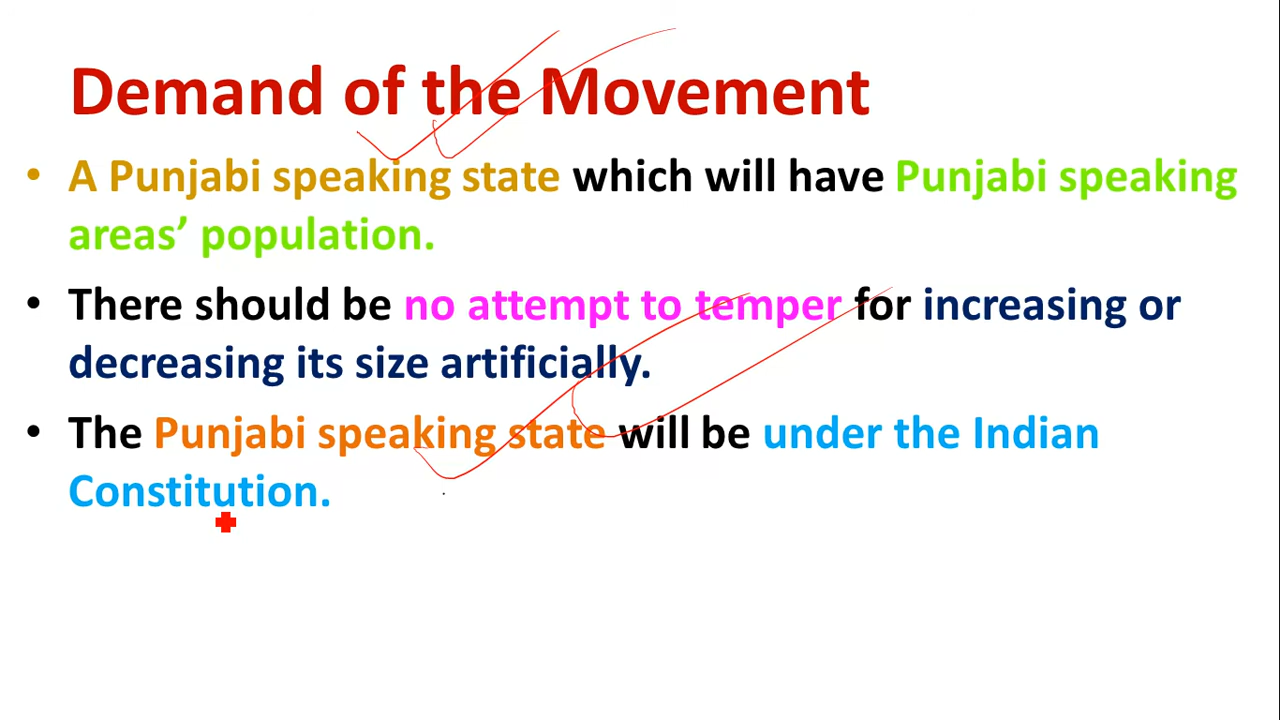 Demand of the Movement
• A Punjabi speaking state which will have Punjabi speaking
areas’ population.
• There should be no attempt to temper for increasing or
decreasing its size artificially.
• The Punjabi speaking state will be under the Indian
Constitution.